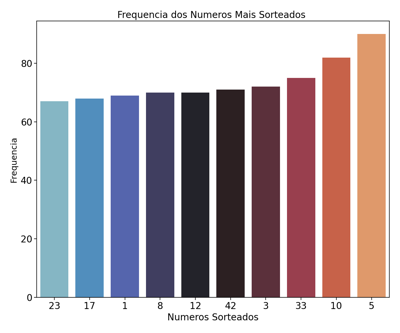 Frequencia dos Numeros Mais Sorteados
Frequencia
80
60
40
20
0
23 17 1 8 12 42 3 33 10 5
Numeros Sorteados